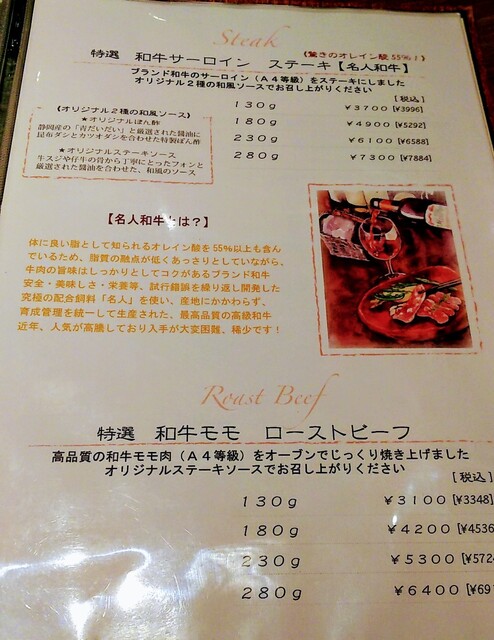 Steak
(驚きのオレイン酸55%！)
特選 和牛サーロイン ステーキ【名人和牛】
ブランド和牛のサーロイン（A4等級）をステーキにしました
オリジナル2種の和風ソースでお召し上がりください
[税込]
130g ¥3700 [¥3996]
180g ¥4900 [¥5292]
230g ¥6100 [¥6588]
280g ¥7300 [¥7884]
(オリジナル2種の和風ソース)
★オリジナルぽん酢
静岡産の「青だいだい」と厳選された醤油に
昆布ダシとカツオダシを合わせた特製ぽん酢
★オリジナルステーキソース
牛スジや仔牛の骨から丁寧にとったフォンと
厳選された醤油を合わせた、和風のソース
【名人和牛とは？】
体に良い脂として知られるオレイン酸を55%以上も含ん
でいるため、脂質の融点が低くあっさりとしていながら、
牛肉の旨味はしっかりとしてコクがあるブランド和牛
安全・美味しさ・栄養等、試行錯誤を繰り返し開発した
究極の配合飼料「名人」を使い、産地にかかわらず、
育成管理を統一して生産された、最高品質の高級和牛
近年、人気が高騰しており入手が大変困難、稀少です！
Roast Beef
特選 和牛モモ ローストビーフ
高品質の和牛モモ肉（A4等級）をオーブンでじっくり焼き上げました
オリジナルステーキソースでお召し上がりください
[税込]
130g ¥3100 [¥3348]
180g ¥4200 [¥4536
230g ¥5300 [¥572
280g ¥6400 [¥69